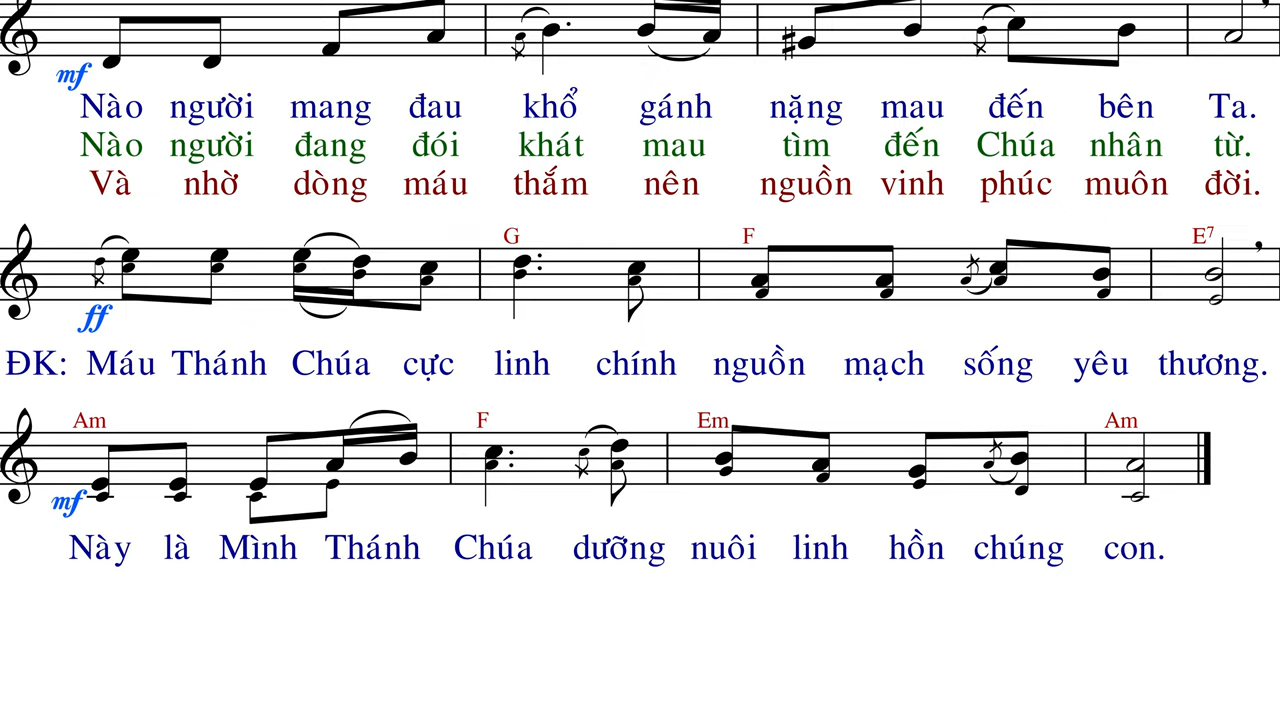 mf
Nào người mang đau khổ gánh nặng mau đến bên Ta.
Nào người đang đói khát mau tìm đến Chúa nhân từ.
Và nhờ dòng máu thắm nên nguồn vinh phúc muôn đời.
G F E7
ff
ĐK: Máu Thánh Chúa cực linh chính nguồn mạch sống yêu thương.
Am F Em Am
mf
Này là Mình Thánh Chúa dưỡng nuôi linh hồn chúng con.